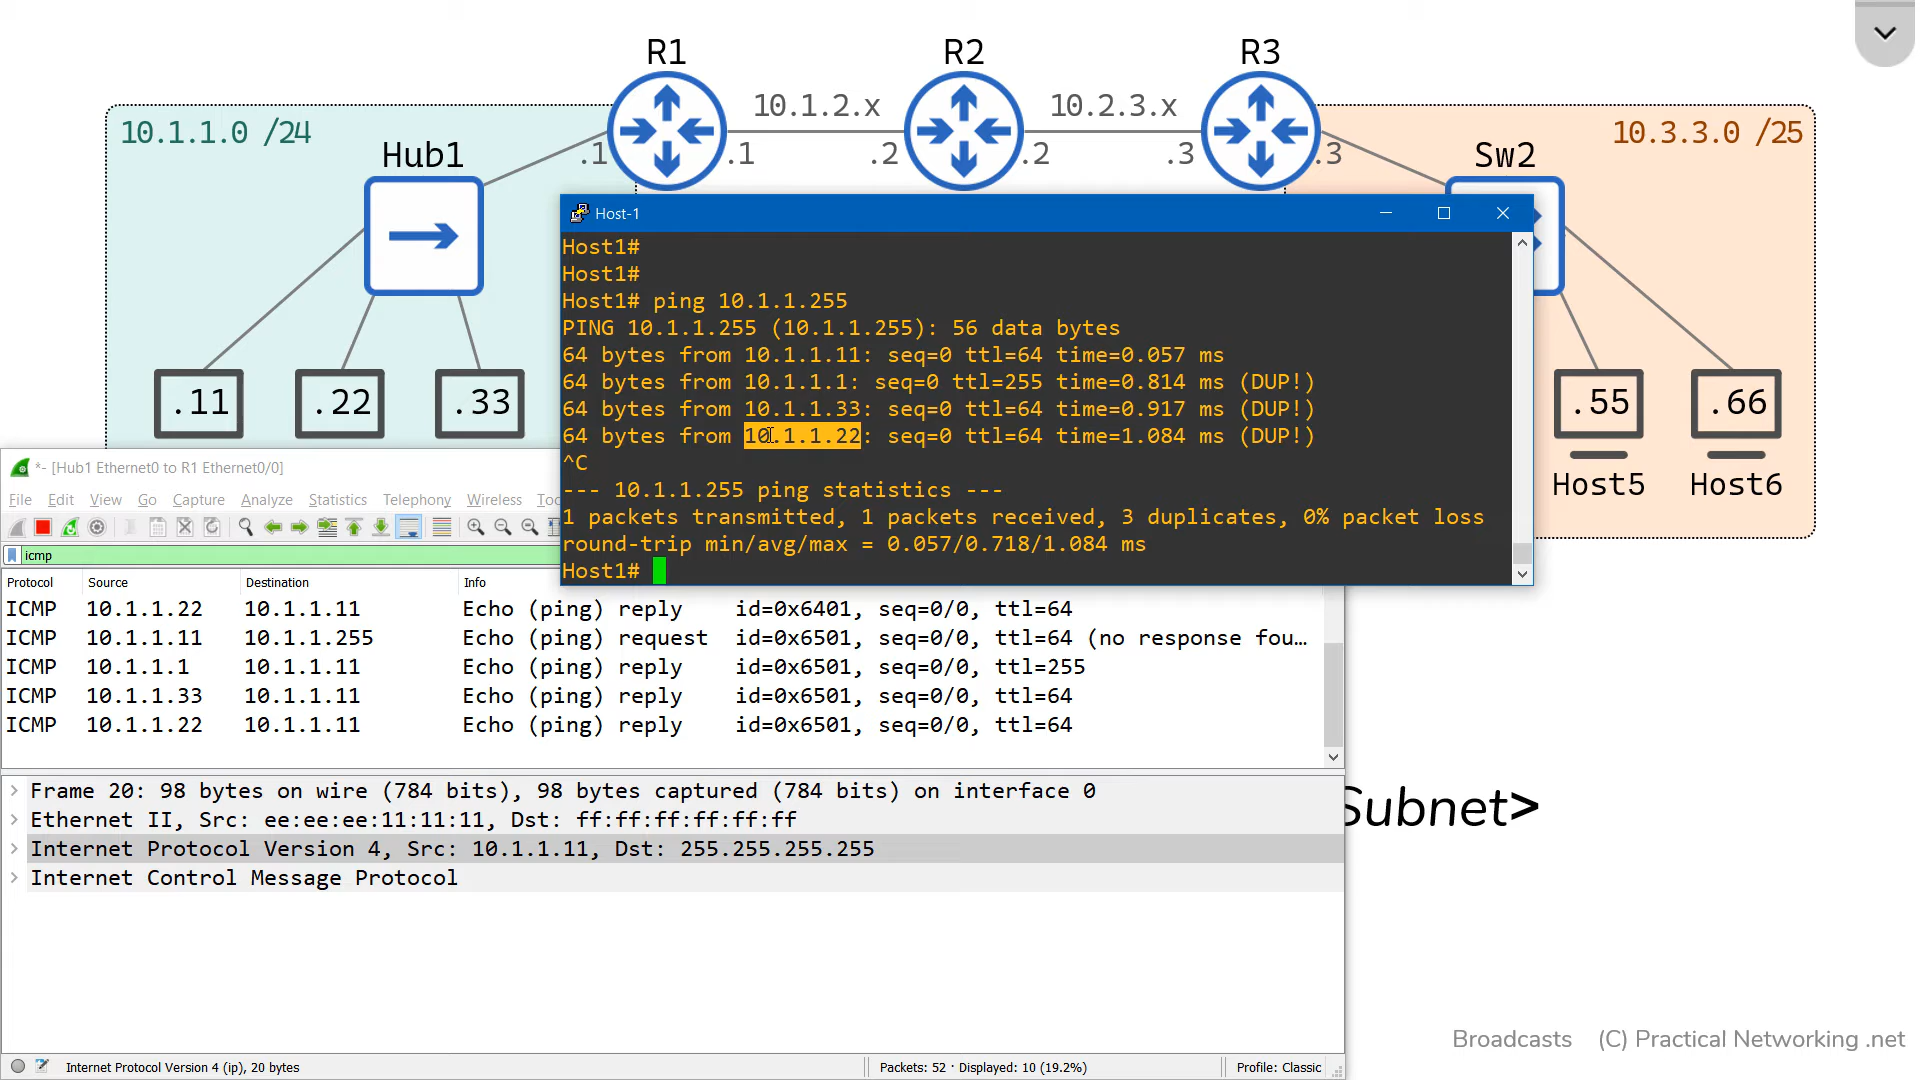 R1
R2
R3
10.1.1.0 /24
Hub1
.1
10.1.2.x
.1
.2
10.2.3.x
.2
.3
.3
Sw2
10.3.3.0 /25
.11
.22
.33
.55
.66
Host5
Host6
Host-1
Host1#
Host1#
Host1# ping 10.1.1.255
PING 10.1.1.255 (10.1.1.255): 56 data bytes
64 bytes from 10.1.1.11: seq=0 ttl=64 time=0.057 ms
64 bytes from 10.1.1.1: seq=0 ttl=255 time=0.814 ms (DUP!)
64 bytes from 10.1.1.33: seq=0 ttl=64 time=0.917 ms (DUP!)
64 bytes from 10.1.1.22: seq=0 ttl=64 time=1.084 ms (DUP!)
^C
--- 10.1.1.255 ping statistics ---
1 packets transmitted, 1 packets received, 3 duplicates, 0% packet loss
round-trip min/avg/max = 0.057/0.718/1.084 ms
Host1#
*- [Hub1 Ethernet0 to R1 Ethernet0/0]
File Edit View Go Capture Analyze Statistics Telephony Wireless
icmp
Protocol Source Destination Info
ICMP 10.1.1.22 10.1.1.11 Echo (ping) reply id=0x6401, seq=0/0, ttl=64
ICMP 10.1.1.11 10.1.1.255 Echo (ping) request id=0x6501, seq=0/0, ttl=64 (no response fou…
ICMP 10.1.1.1 10.1.1.11 Echo (ping) reply id=0x6501, seq=0/0, ttl=255
ICMP 10.1.1.33 10.1.1.11 Echo (ping) reply id=0x6501, seq=0/0, ttl=64
ICMP 10.1.1.22 10.1.1.11 Echo (ping) reply id=0x6501, seq=0/0, ttl=64
Frame 20: 98 bytes on wire (784 bits), 98 bytes captured (784 bits) on interface 0
Ethernet II, Src: ee:ee:ee:11:11:11, Dst: ff:ff:ff:ff:ff:ff
Internet Protocol Version 4, Src: 10.1.1.11, Dst: 255.255.255.255
Internet Control Message Protocol
Subnet>
Broadcasts (C) Practical Networking .net
Internet Protocol Version 4 (ip), 20 bytes
Packets: 52 · Displayed: 10 (19.2%)
Profile: Classic